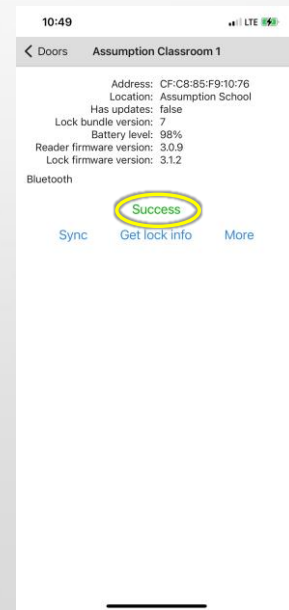 10:49 LTE
Doors Assumption Classroom 1
Address: CF:C8:85:F9:10:76
Location: Assumption School
Has updates: false
Lock bundle version: 7
Battery level: 98%
Reader firmware version: 3.0.9
Lock firmware version: 3.1.2
Bluetooth
Success
Sync Get lock info More